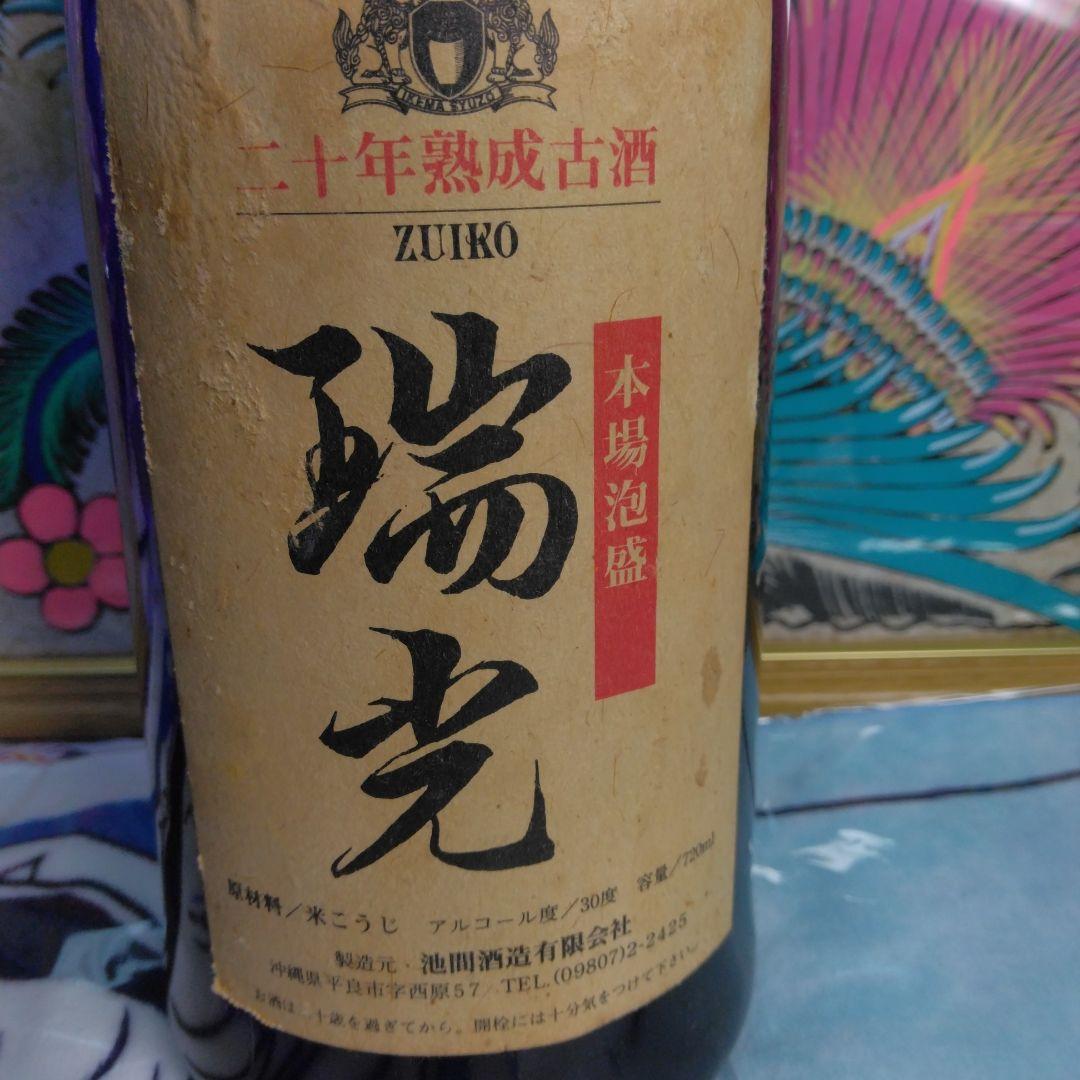 IKEMA SYUZO
二十年熟成古酒
ZUIKO
本場泡盛
瑞光
原材料/米こうじ アルコール度/30度 容量/720ml
製造元・池間酒造有限会社
沖縄県平良市字西原57 TEL.(09807)2-2425
お酒は二十歳を過ぎてから。開栓には十分気をつけて下さい。